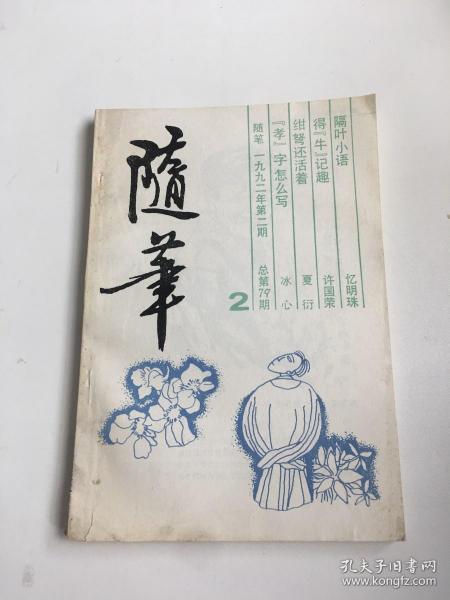 隨筆
隔叶小语 忆明珠
得『牛』记趣 许国荣
绀弩还活着 夏衍
『孝』字怎么写 冰心
随笔 一九九二年第二期 总第79期
2
孔夫子旧书网
www.kongfz.com